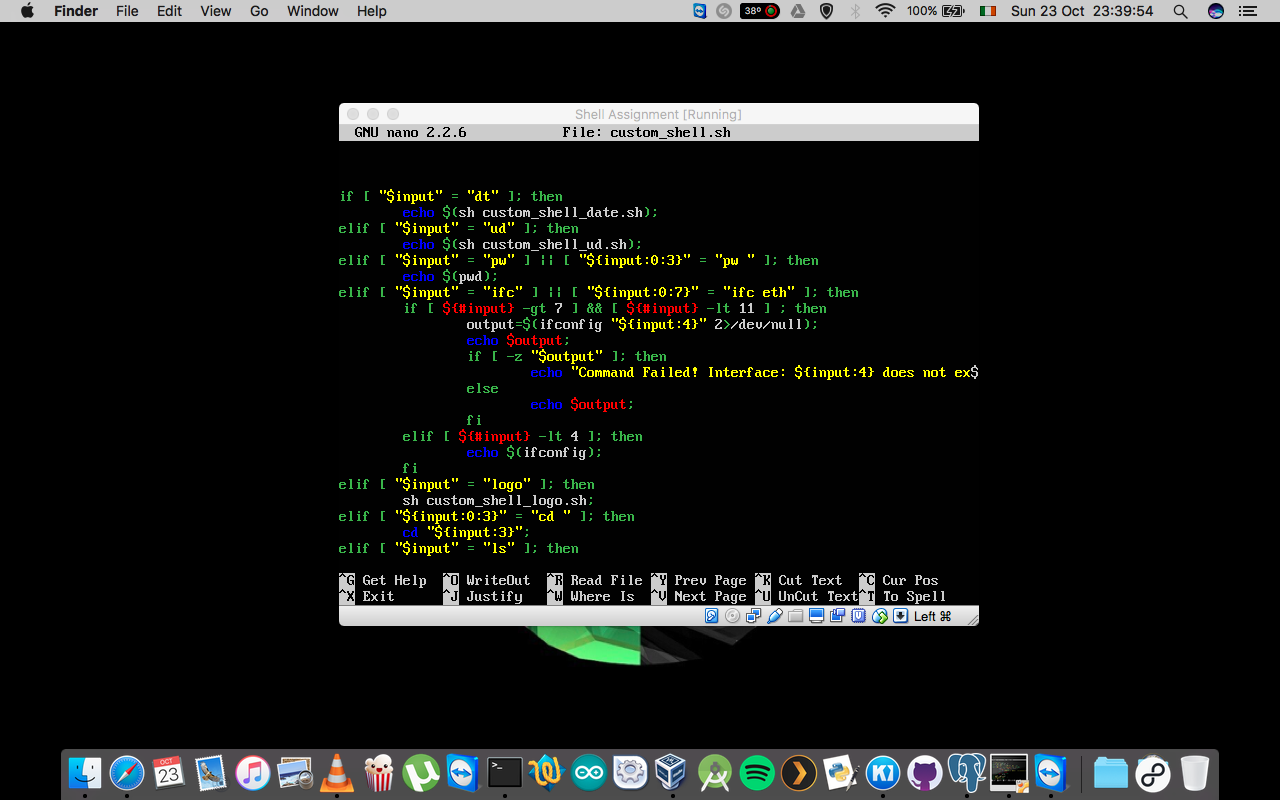 Finder File Edit View Go Window Help 38° 100% Sun 23 Oct 23:39:54
Shell Assignment [Running]
GNU nano 2.2.6 File: custom_shell.sh
if [ "$input" = "dt" ]; then
echo $(sh custom_shell_date.sh);
elif [ "$input" = "ud" ]; then
echo $(sh custom_shell_ud.sh);
elif [ "$input" = "pw" ] || [ "${input:0:3}" = "pw " ]; then
echo $(pwd);
elif [ "$input" = "ifc" ] || [ "${input:0:7}" = "ifc eth" ]; then
if [ ${#input} -gt 7 ] && [ ${#input} -lt 11 ] ; then
output=$(ifconfig "${input:4}" 2>/dev/null);
echo $output;
if [ -z "$output" ]; then
echo "Command Failed! Interface: ${input:4} does not ex$
else
echo $output;
fi
elif [ ${#input} -lt 4 ]; then
echo $(ifconfig);
fi
elif [ "$input" = "logo" ]; then
sh custom_shell_logo.sh;
elif [ "${input:0:3}" = "cd " ]; then
cd "${input:3}";
elif [ "$input" = "ls" ]; then
^G Get Help ^O WriteOut ^R Read File ^Y Prev Page ^K Cut Text ^C Cur Pos
^X Exit ^J Justify ^W Where Is ^V Next Page ^U UnCut Text ^T To Spell
Left ⌘
OCT
23
>_
K1